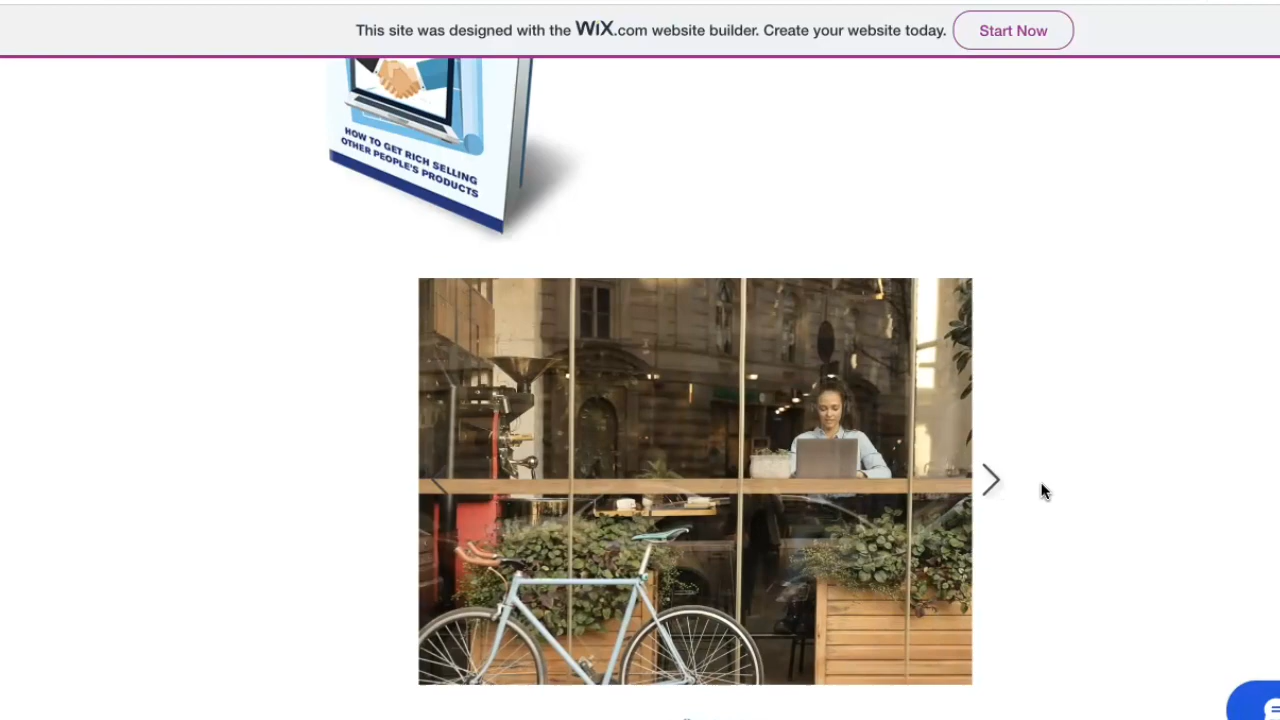 This site was designed with the WiX.com website builder. Create your website today.
Start Now
HOW TO GET RICH SELLING
OTHER PEOPLE'S PRODUCTS